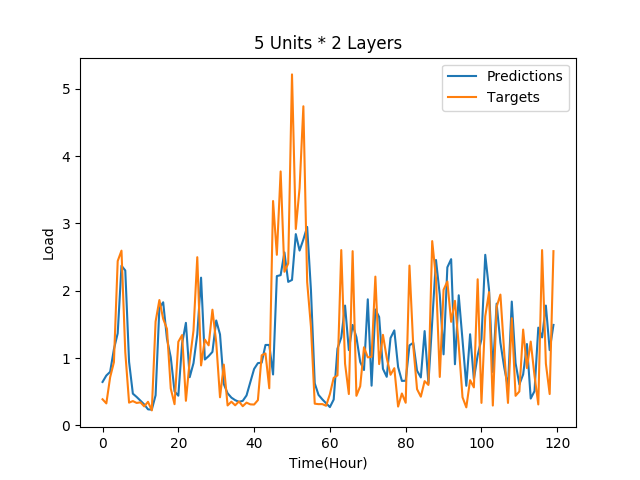 5 Units * 2 Layers
Predictions
Targets
Load
5
4
3
2
1
0
0 20 40 60 80 100 120
Time(Hour)